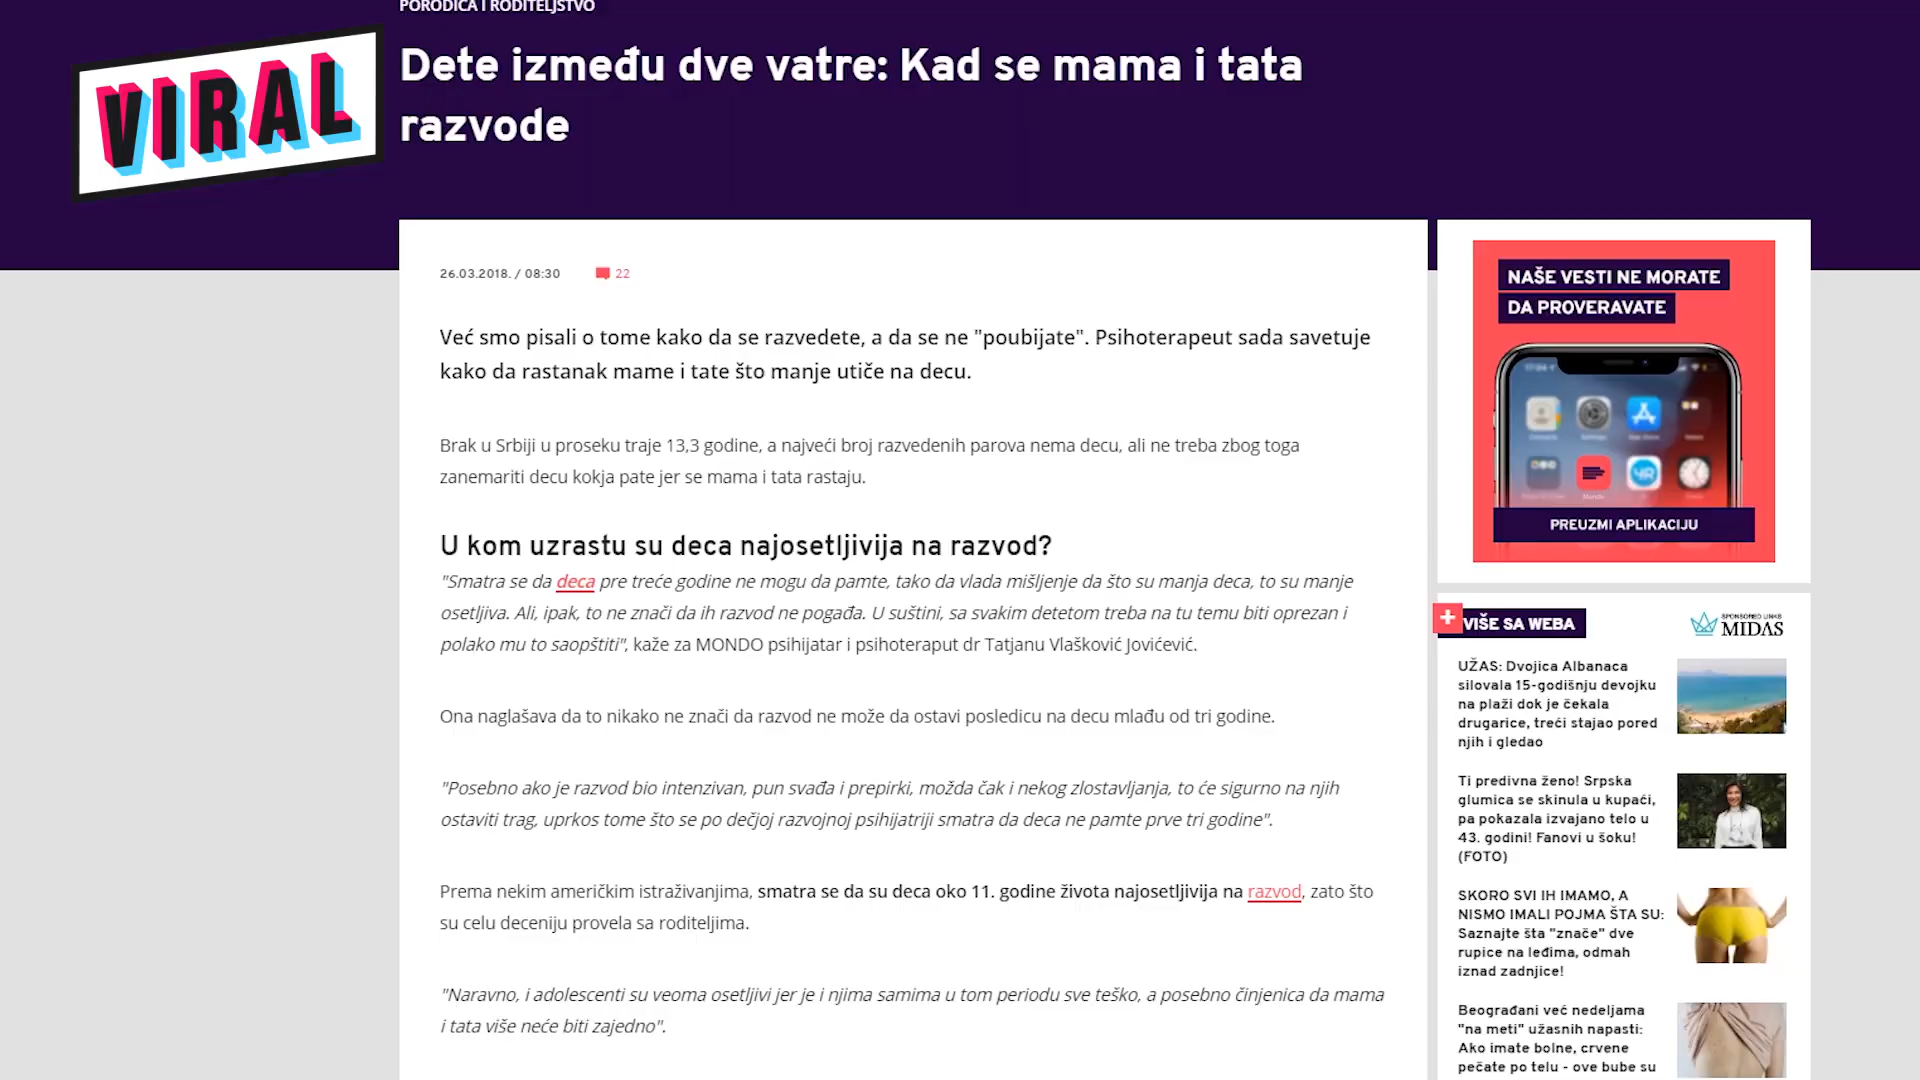 PORODICA I RODITELJSTVO
VIRAL
Dete između dve vatre: Kad se mama i tata
razvode
26.03.2018. / 08:30
22
Već smo pisali o tome kako da se razvedete, a da se ne "poubijate". Psihoterapeut sada savetuje
kako da rastanak mame i tate što manje utiče na decu.
Brak u Srbiji u proseku traje 13,3 godine, a najveći broj razvedenih parova nema decu, ali ne treba zbog toga
zanemariti decu kokja pate jer se mama i tata rastaju.
U kom uzrastu su deca najosetljivija na razvod?
"Smatra se da deca pre treće godine ne mogu da pamte, tako da vlada mišljenje da što su manja deca, to su manje
osetljiva. Ali, ipak, to ne znači da ih razvod ne pogađa. U suštini, sa svakim detetom treba na tu temu biti oprezan i
polako mu to saopštiti", kaže za MONDO psihijatar i psihoteraput dr Tatjanu Vlašković Jovićević.
Ona naglašava da to nikako ne znači da razvod ne može da ostavi posledicu na decu mlađu od tri godine.
"Posebno ako je razvod bio intenzivan, pun svađa i prepirki, možda čak i nekog zlostavljanja, to će sigurno na njih
ostaviti trag, uprkos tome što se po dečjoj razvojnoj psihijatriji smatra da deca ne pamte prve tri godine".
Prema nekim američkim istraživanjima, smatra se da su deca oko 11. godine života najosetljivija na razvod, zato što
su celu deceniju provela sa roditeljima.
"Naravno, i adolescenti su veoma osetljivi jer je i njima samima u tom periodu sve teško, a posebno činjenica da mama
i tata više neće biti zajedno".
NAŠE VESTI NE MORATE
DA PROVERAVATE
PREUZMI APLIKACIJU
VIŠE SA WEBA
SPONSORED LINKS
MIDAS
UŽAS: Dvojica Albanaca
silovala 15-godišnju devojku
na plaži dok je čekala
drugarice, treći stajao pored
njih i gledao
Ti predivna ženo! Srpska
glumica se skinula u kupaći,
pa pokazala izvajano telo u
43. godini! Fanovi u šoku!
(FOTO)
SKORO SVI IH IMAMO, A
NISMO IMALI POJMA ŠTA SU:
Saznajte šta "znače" dve
rupice na leđima, odmah
iznad zadnjice!
Beograđani već nedeljama
"na meti" užasnih napasti:
Ako imate bolne, crvene
pečate po telu - ove bube su